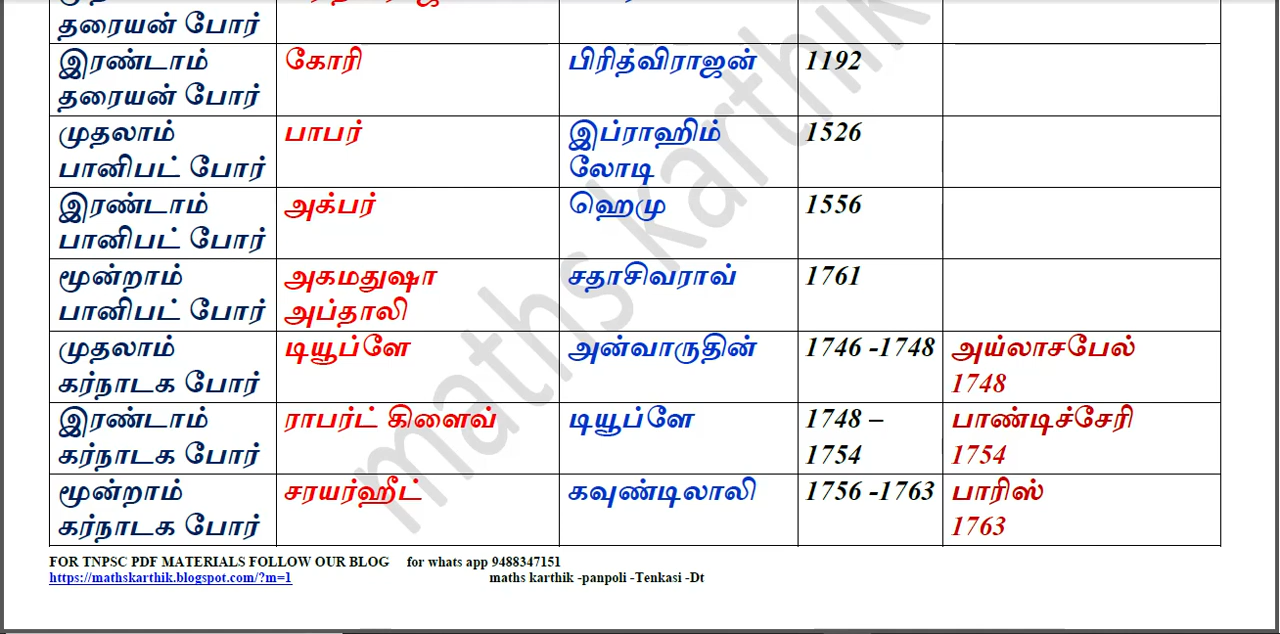 தரையன் போர்
இரண்டாம் தரையன் போர் கோரி பிரித்விராஜன் 1192
முதலாம் பானிபட் போர் பாபர் இப்ராஹிம் லோடி 1526
இரண்டாம் பானிபட் போர் அக்பர் ஹெமு 1556
மூன்றாம் பானிபட் போர் அகமதுஷா அப்தாலி சதாசிவராவ் 1761
முதலாம் கர்நாடக போர் டியூப்ளே அன்வாருதின் 1746 -1748 அய்லாசபேல் 1748
இரண்டாம் கர்நாடக போர் ராபர்ட் கிளைவ் டியூப்ளே 1748 – 1754 பாண்டிச்சேரி 1754
மூன்றாம் கர்நாடக போர் சரயர்ஹீட் கவுண்டிலாலி 1756 -1763 பாரிஸ் 1763
maths karthik
FOR TNPSC PDF MATERIALS FOLLOW OUR BLOG for whats app 9488347151
https://mathskarthik.blogspot.com/?m=1 maths karthik -panpoli -Tenkasi -Dt